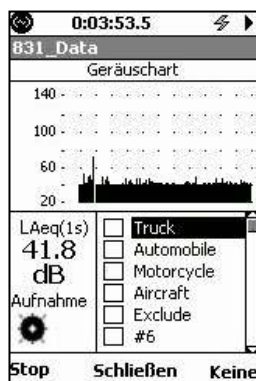 0:03:53.5
831_Data
Geräuschart
140
100
60
20
LAeq(1s)
41.8
dB
Aufnahme
Truck
Automobile
Motorcycle
Aircraft
Exclude
#6
Stop Schließen Keine